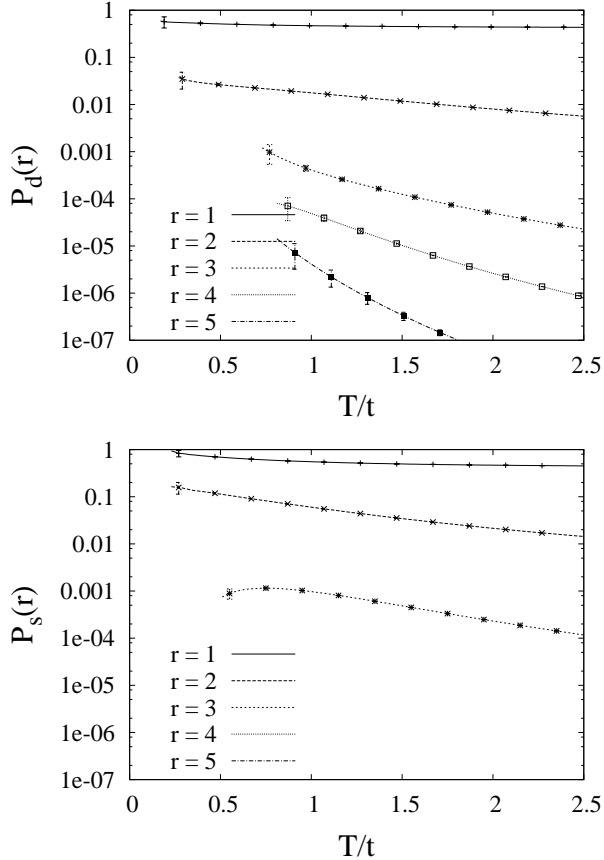 1
0.1
0.01
0.001
1e-04
1e-05
1e-06
1e-07
P_d(r)
r = 1
r = 2
r = 3
r = 4
r = 5
0 0.5 1 1.5 2 2.5
T/t
1
0.1
0.01
0.001
1e-04
1e-05
1e-06
1e-07
P_s(r)
r = 1
r = 2
r = 3
r = 4
r = 5
0 0.5 1 1.5 2 2.5
T/t